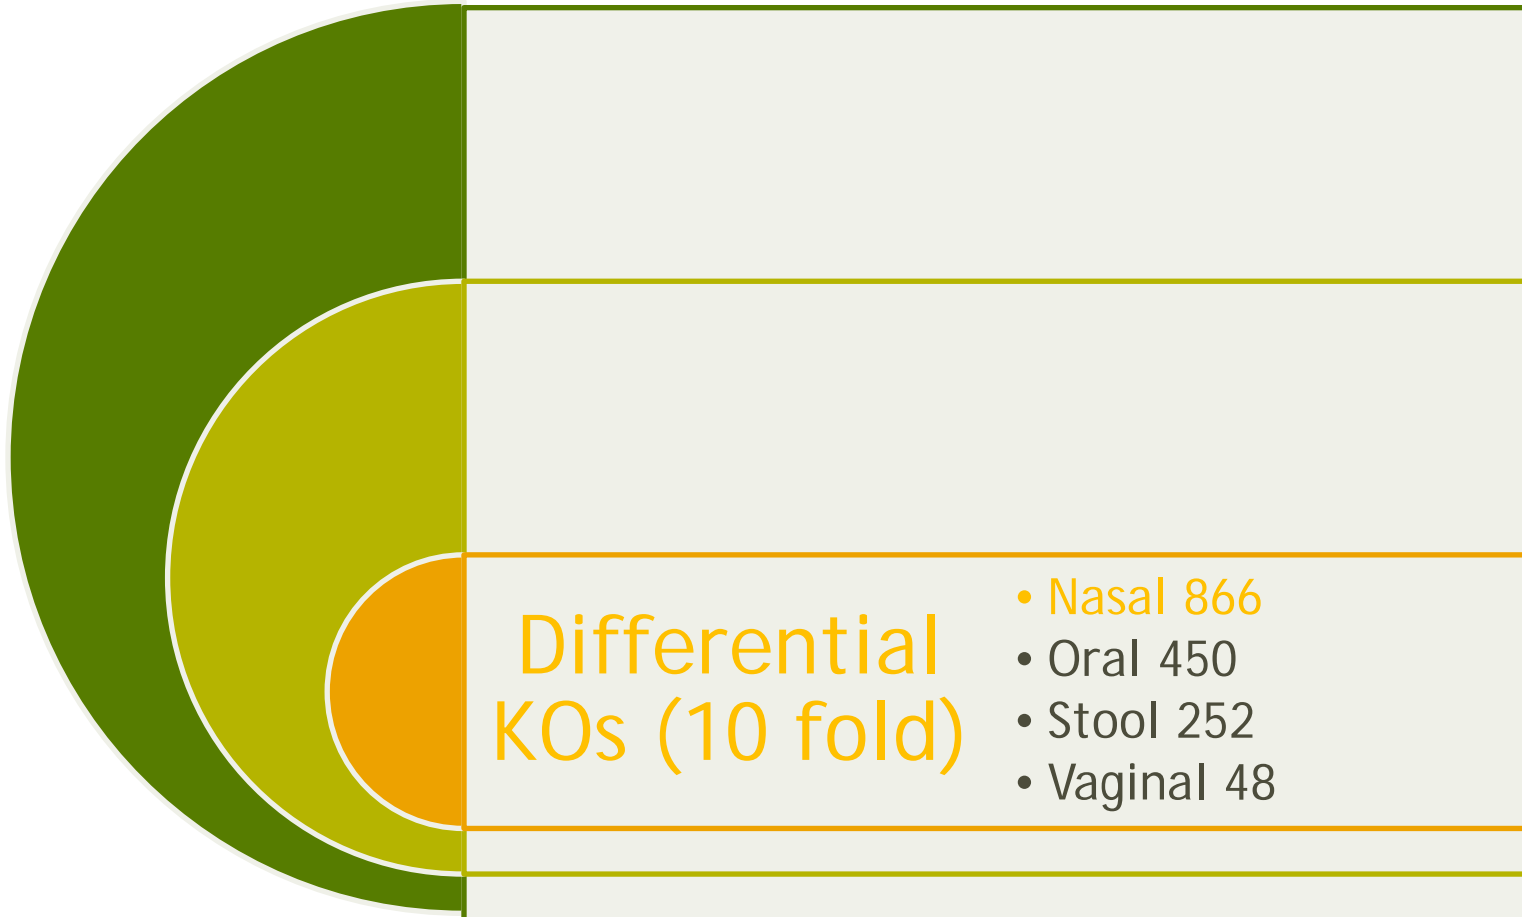 Differential
KOs (10 fold)
• Nasal 866
• Oral 450
• Stool 252
• Vaginal 48